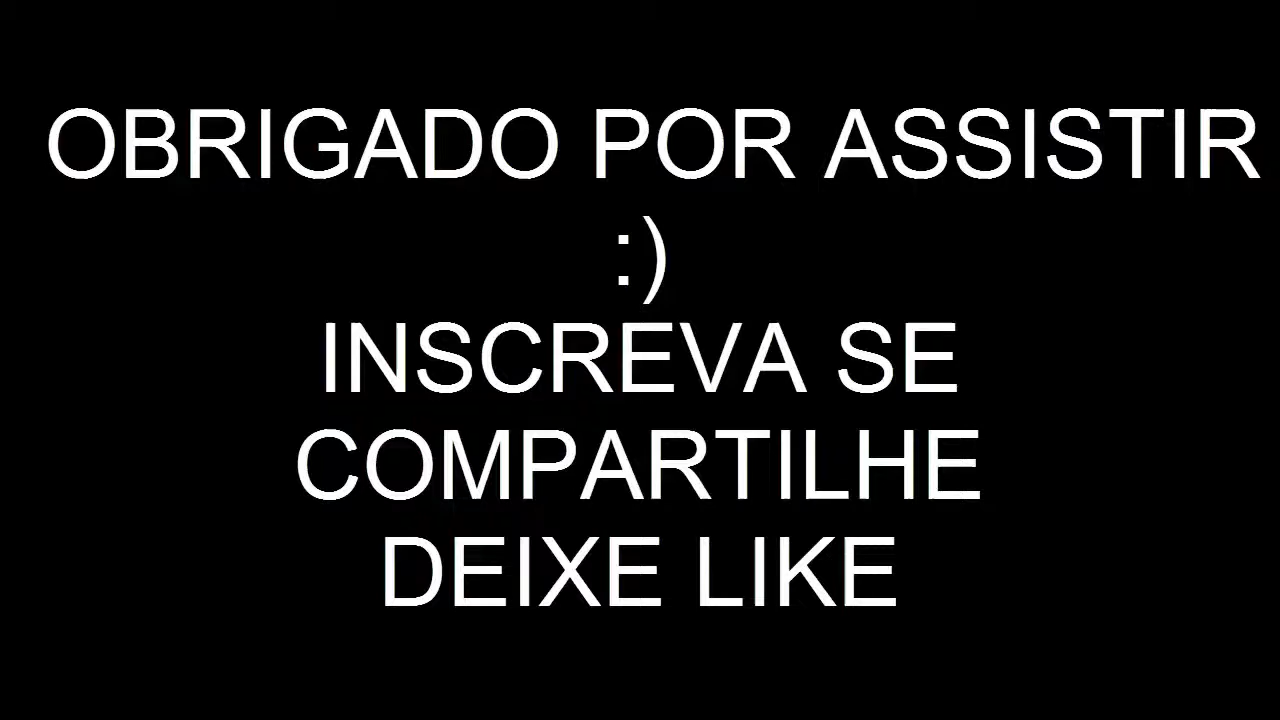 OBRIGADO POR ASSISTIR
:)
INSCREVA SE
COMPARTILHE
DEIXE LIKE